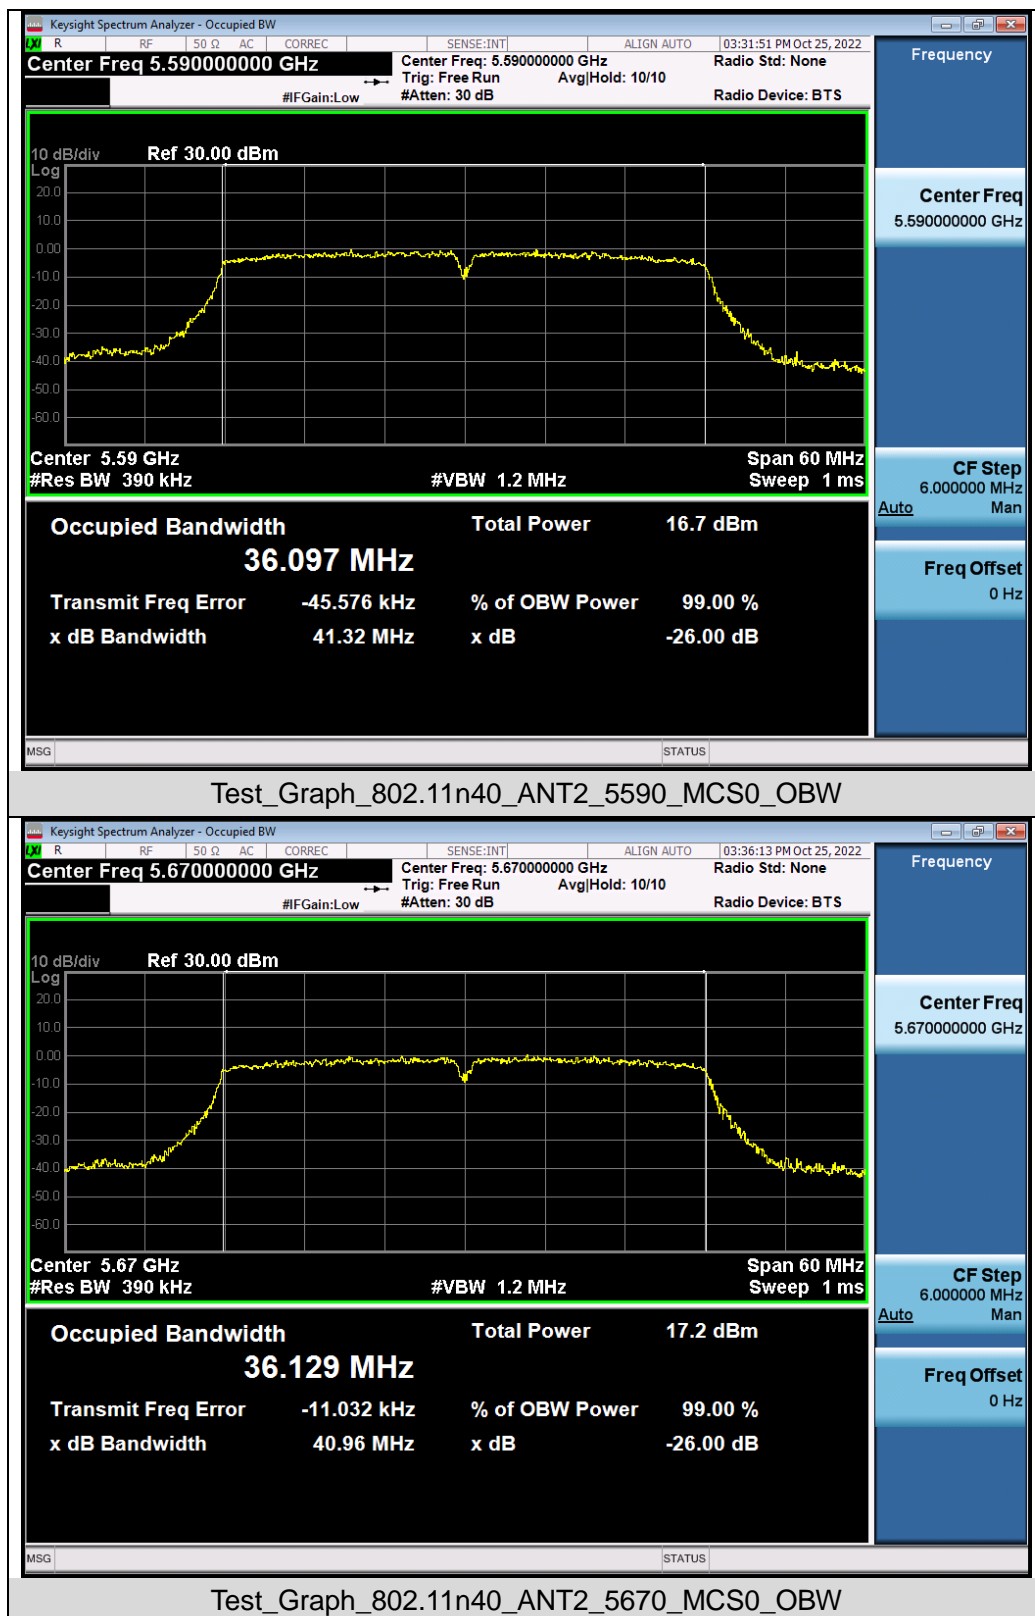 Keysight Spectrum Analyzer - Occupied BW
LXI R RF 50 Ω AC CORREC SENSE:INT ALIGN AUTO 03:31:51 PM Oct 25, 2022
Center Freq 5.590000000 GHz
Center Freq: 5.590000000 GHz Radio Std: None
Trig: Free Run Avg|Hold: 10/10
#IFGain:Low #Atten: 30 dB Radio Device: BTS
Frequency
10 dB/div Ref 30.00 dBm
Log
20.0
10.0
0.00
-10.0
-20.0
-30.0
-40.0
-50.0
-60.0
Center Freq
5.590000000 GHz
Center 5.59 GHz Span 60 MHz
#Res BW 390 kHz #VBW 1.2 MHz Sweep 1 ms
CF Step
6.000000 MHz
Auto Man
Occupied Bandwidth Total Power 16.7 dBm
36.097 MHz
Transmit Freq Error -45.576 kHz % of OBW Power 99.00 %
x dB Bandwidth 41.32 MHz x dB -26.00 dB
Freq Offset
0 Hz
MSG STATUS
Test_Graph_802.11n40_ANT2_5590_MCS0_OBW
Keysight Spectrum Analyzer - Occupied BW
LXI R RF 50 Ω AC CORREC SENSE:INT ALIGN AUTO 03:36:13 PM Oct 25, 2022
Center Freq 5.670000000 GHz
Center Freq: 5.670000000 GHz Radio Std: None
Trig: Free Run Avg|Hold: 10/10
#IFGain:Low #Atten: 30 dB Radio Device: BTS
Frequency
10 dB/div Ref 30.00 dBm
Log
20.0
10.0
0.00
-10.0
-20.0
-30.0
-40.0
-50.0
-60.0
Center Freq
5.670000000 GHz
Center 5.67 GHz Span 60 MHz
#Res BW 390 kHz #VBW 1.2 MHz Sweep 1 ms
CF Step
6.000000 MHz
Auto Man
Occupied Bandwidth Total Power 17.2 dBm
36.129 MHz
Transmit Freq Error -11.032 kHz % of OBW Power 99.00 %
x dB Bandwidth 40.96 MHz x dB -26.00 dB
Freq Offset
0 Hz
MSG STATUS
Test_Graph_802.11n40_ANT2_5670_MCS0_OBW